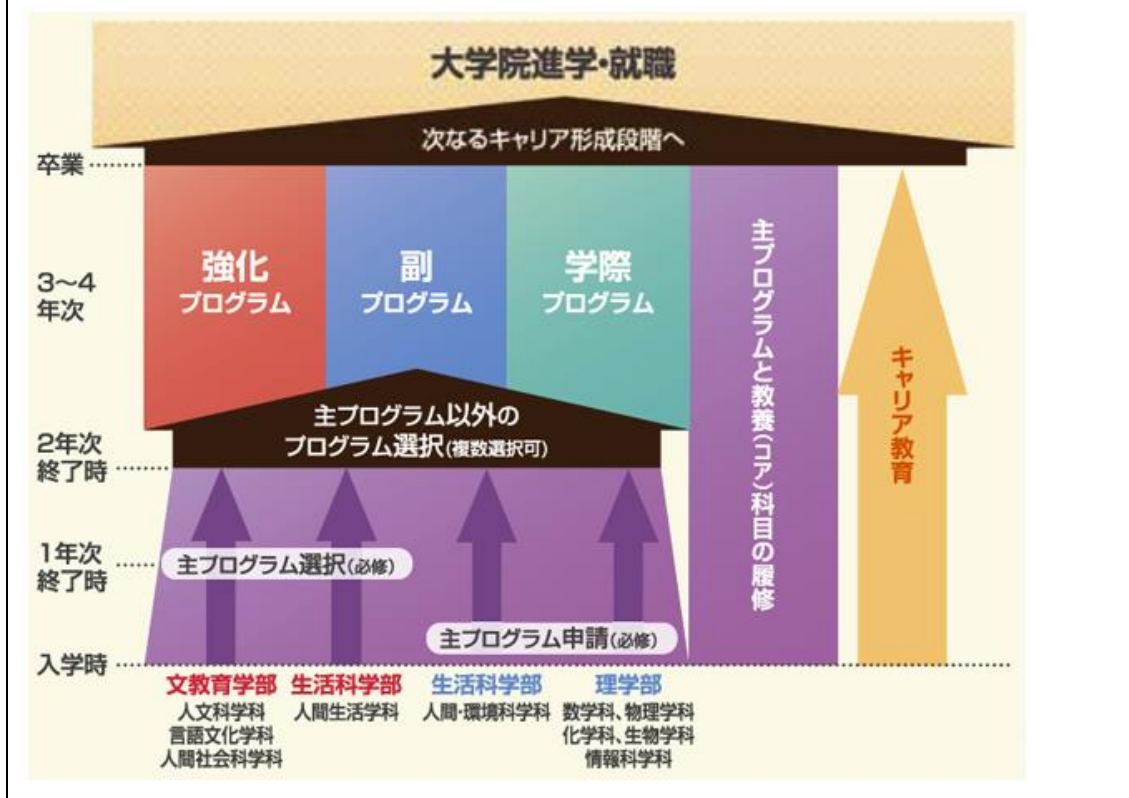 大学院進学・就職
次なるキャリア形成段階へ
卒業
強化
プログラム
副
プログラム
学際
プログラム
3〜4
年次
主プログラムと教養(コア)科目の履修
キャリア教育
主プログラム以外の
プログラム選択(複数選択可)
2年次
終了時
1年次
終了時
主プログラム選択(必修)
主プログラム申請(必修)
入学時
文教育学部
人文科学科
言語文化学科
人間社会科学科
生活科学部
人間生活学科
生活科学部
人間・環境科学科
理学部
数学科、物理学科
化学科、生物学科
情報科学科